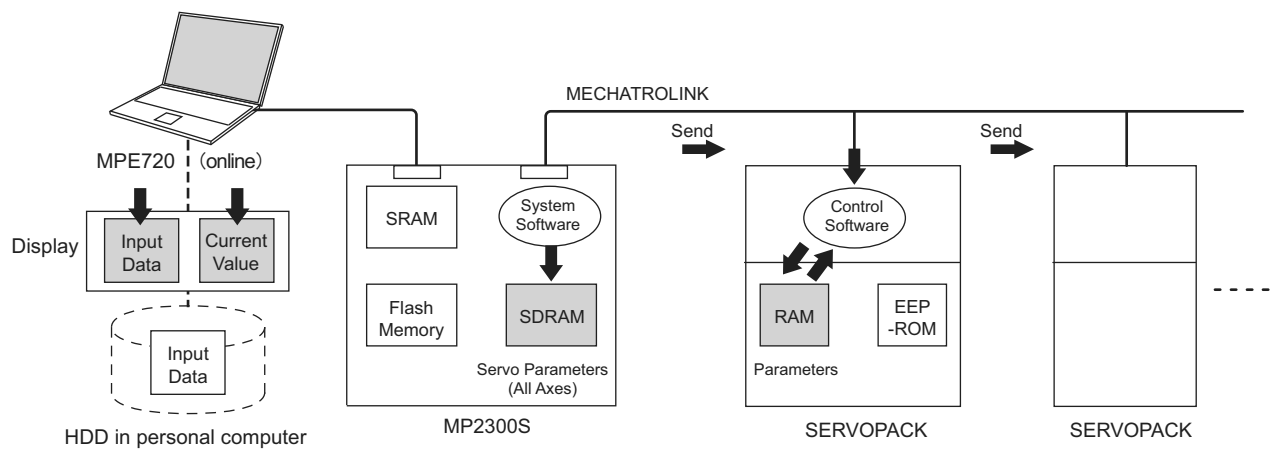 MECHATROLINK
Send
Send
MPE720 (online)
Display
Input
Data
Current
Value
Input
Data
HDD in personal computer
SRAM
System
Software
Flash
Memory
SDRAM
Servo Parameters
(All Axes)
MP2300S
Control
Software
RAM
EEP
-ROM
Parameters
SERVOPACK
SERVOPACK